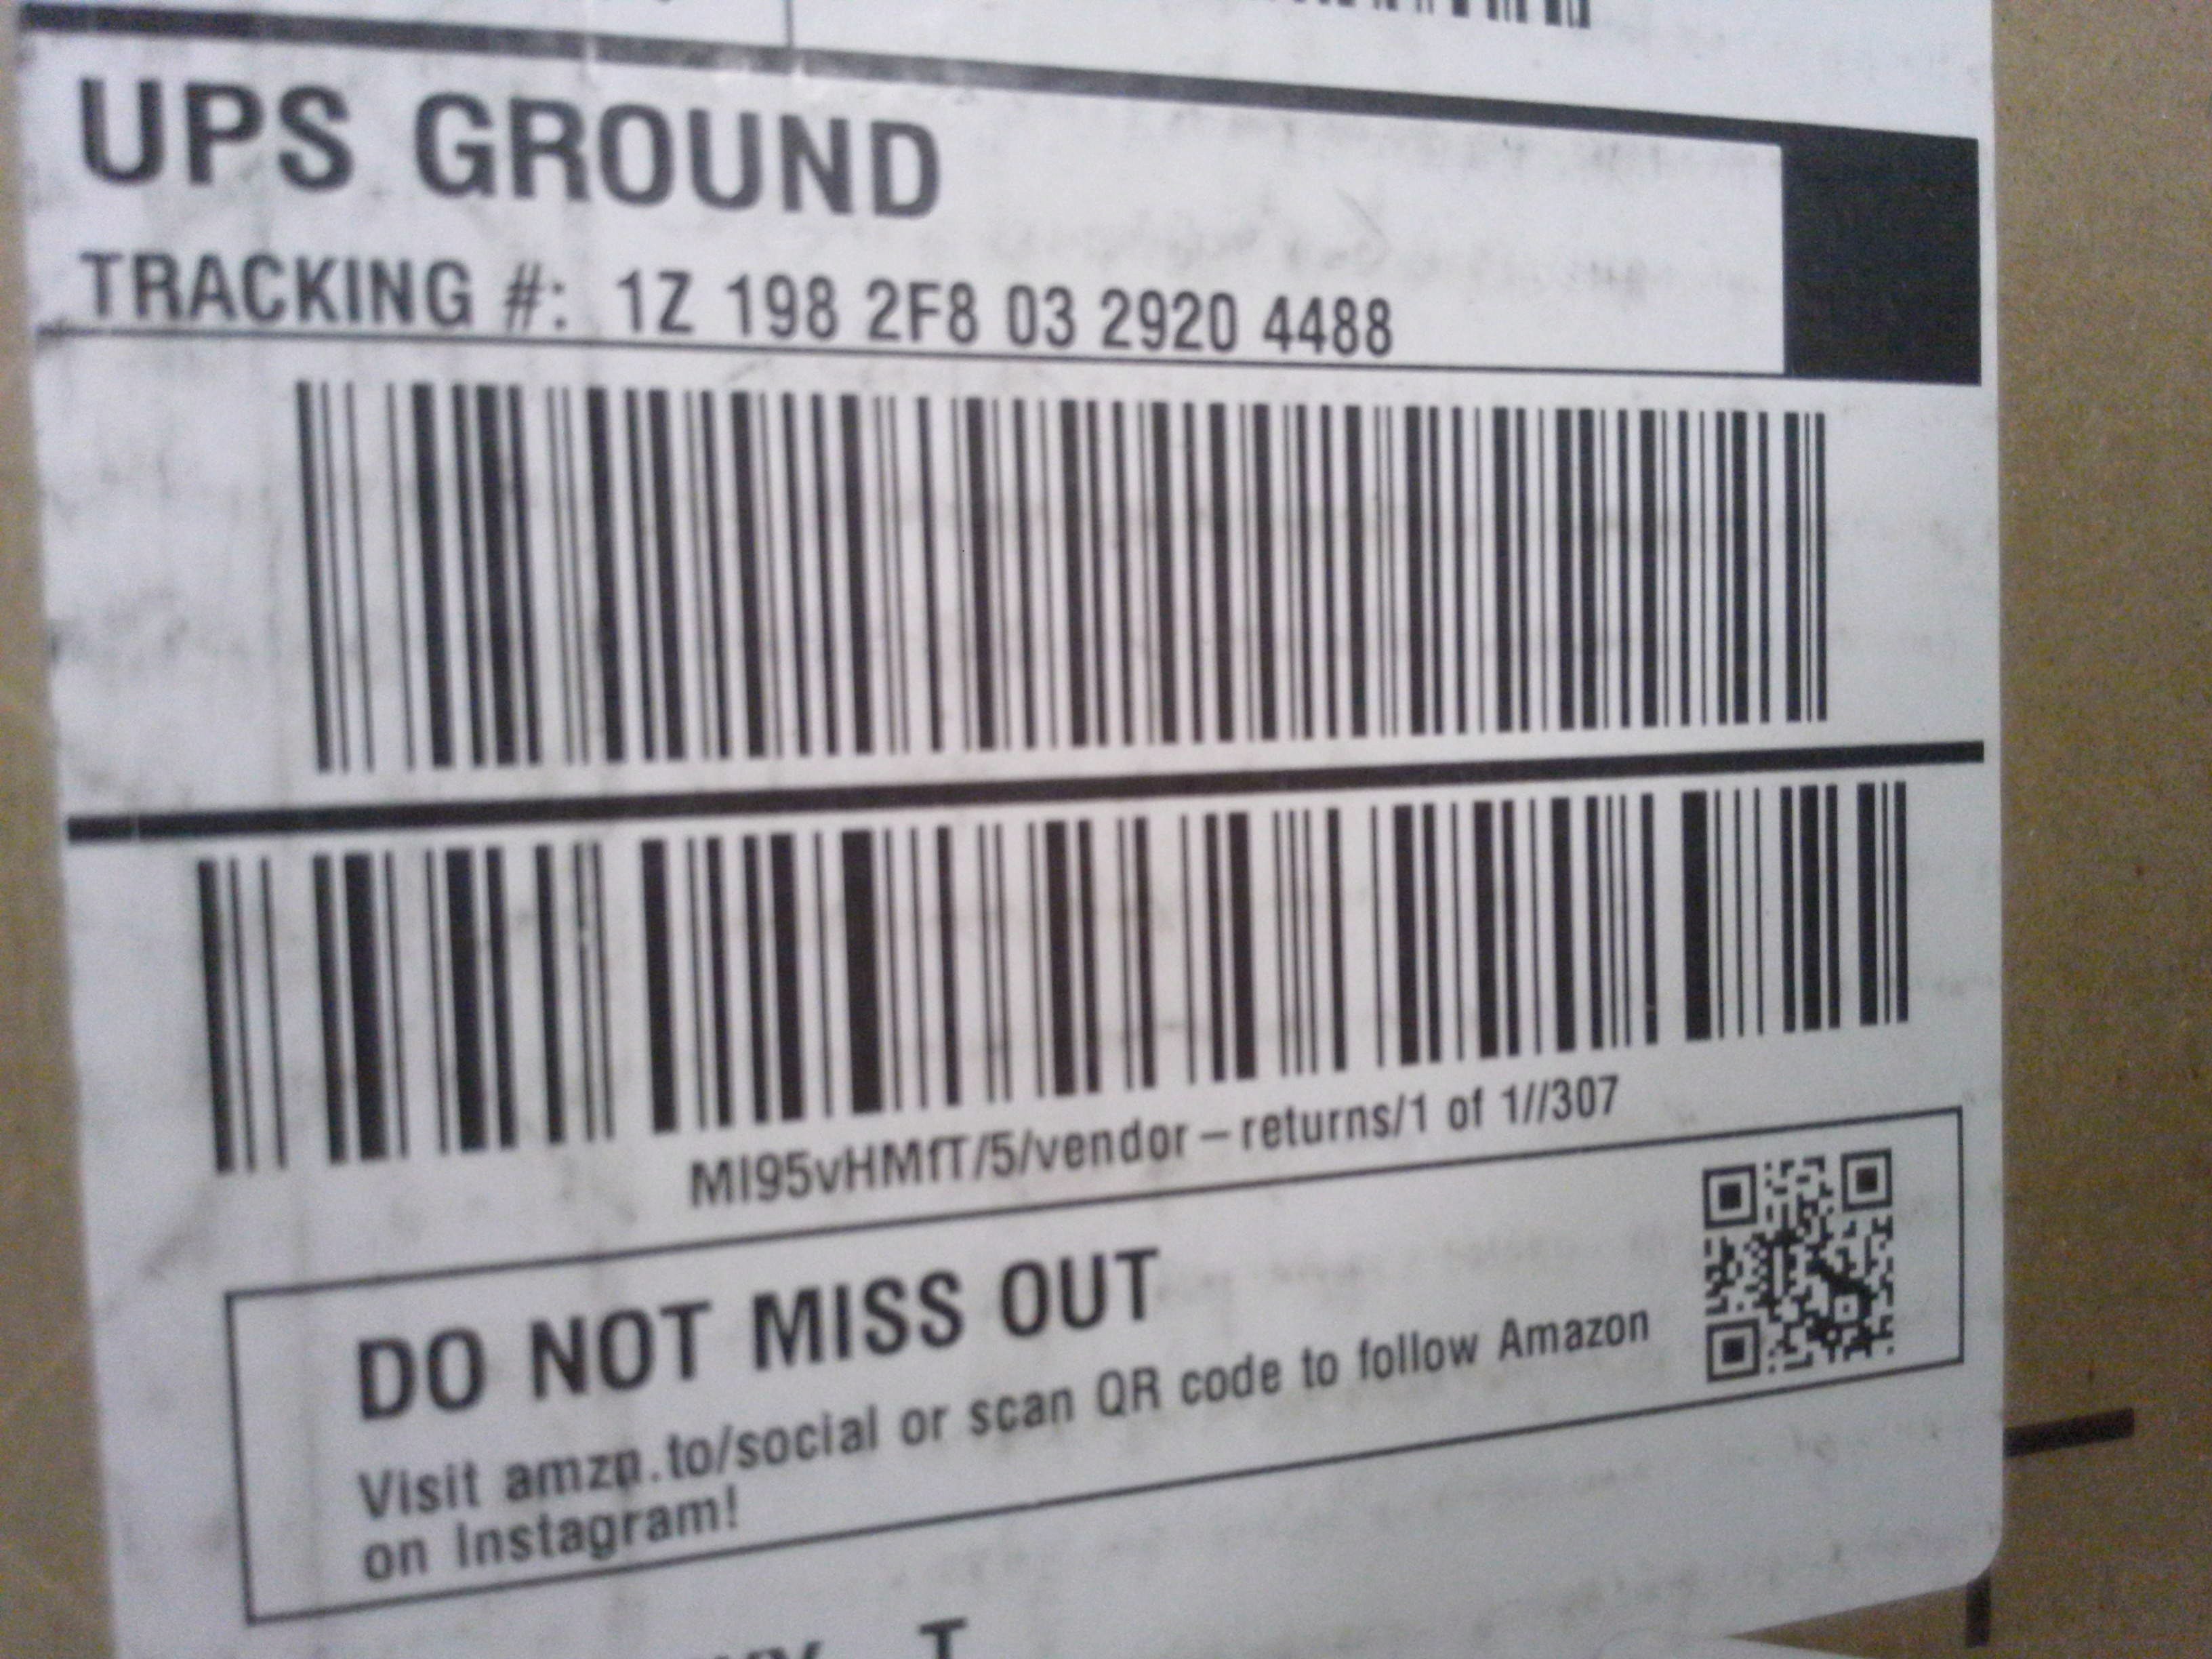 UPS GROUND
TRACKING #: 1Z 198 2F8 03 2920 4488
MI95vHMfT/5/vendor-returns/1 of 1//307
DO NOT MISS OUT
Visit amzn.to/social or scan QR code to follow Amazon
on Instagram!